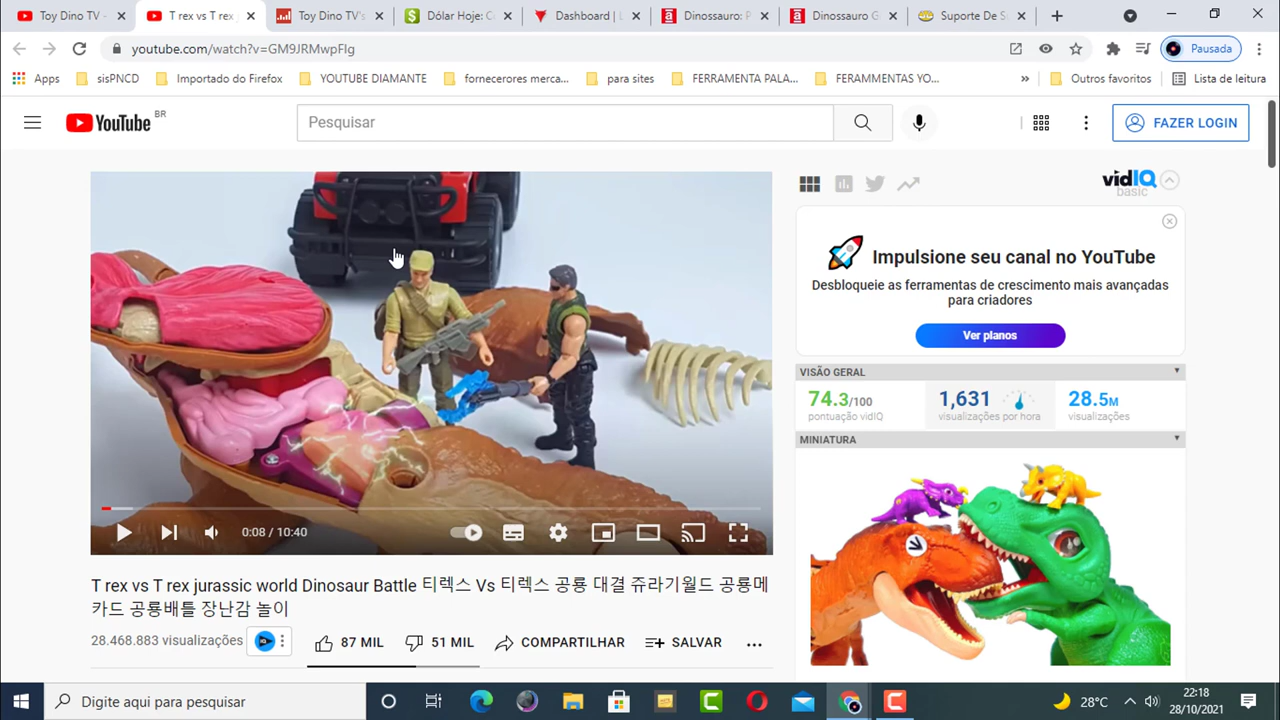 Toy Dino TV -
T rex vs T rex j
Toy Dino TV's
Dólar Hoje: Co
Dashboard | L
Dinossauro: P
Dinossauro G
Suporte De S
youtube.com/watch?v=GM9JRMwpFIg
Pausada
Apps
sisPNCD
Importado do Firefox
YOUTUBE DIAMANTE
fornecerores merca...
para sites
FERRAMENTA PALA...
FERAMMENTAS YO...
»
Outros favoritos
Lista de leitura
YouTube BR
Pesquisar
FAZER LOGIN
vidIQ
basic
Impulsione seu canal no YouTube
Desbloqueie as ferramentas de crescimento mais avançadas
para criadores
Ver planos
VISÃO GERAL
74.3/100
pontuação vidIQ
1,631
visualizações por hora
28.5M
visualizações
MINIATURA
0:08 / 10:40
T rex vs T rex jurassic world Dinosaur Battle 티렉스 Vs 티렉스 공룡 대결 쥬라기월드 공룡메
카드 공룡배틀 장난감 놀이
28.468.883 visualizações
87 MIL
51 MIL
COMPARTILHAR
SALVAR
Digite aqui para pesquisar
28°C
22:18
28/10/2021